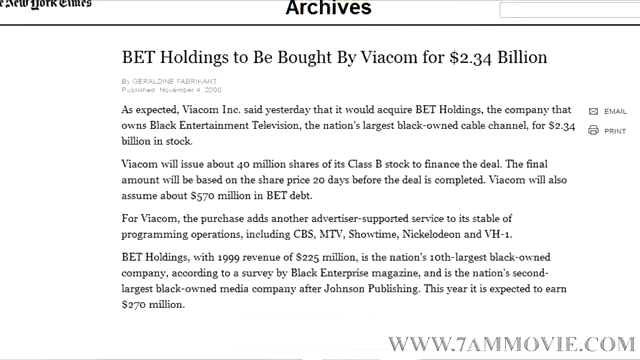 The New York Times
Archives
BET Holdings to Be Bought By Viacom for $2.34 Billion
By GERALDINE FABRIKANT
Published: November 4, 2000
As expected, Viacom Inc. said yesterday that it would acquire BET Holdings, the company that
owns Black Entertainment Television, the nation's largest black-owned cable channel, for $2.34
billion in stock.
EMAIL
PRINT
Viacom will issue about 40 million shares of its Class B stock to finance the deal. The final
amount will be based on the share price 20 days before the deal is completed. Viacom will also
assume about $570 million in BET debt.
For Viacom, the purchase adds another advertiser-supported service to its stable of
programming operations, including CBS, MTV, Showtime, Nickelodeon and VH-1.
BET Holdings, with 1999 revenue of $225 million, is the nation's 10th-largest black-owned
company, according to a survey by Black Enterprise magazine, and is the nation's second-
largest black-owned media company after Johnson Publishing. This year it is expected to earn
$270 million.
WWW.7AMMOVIE.COM